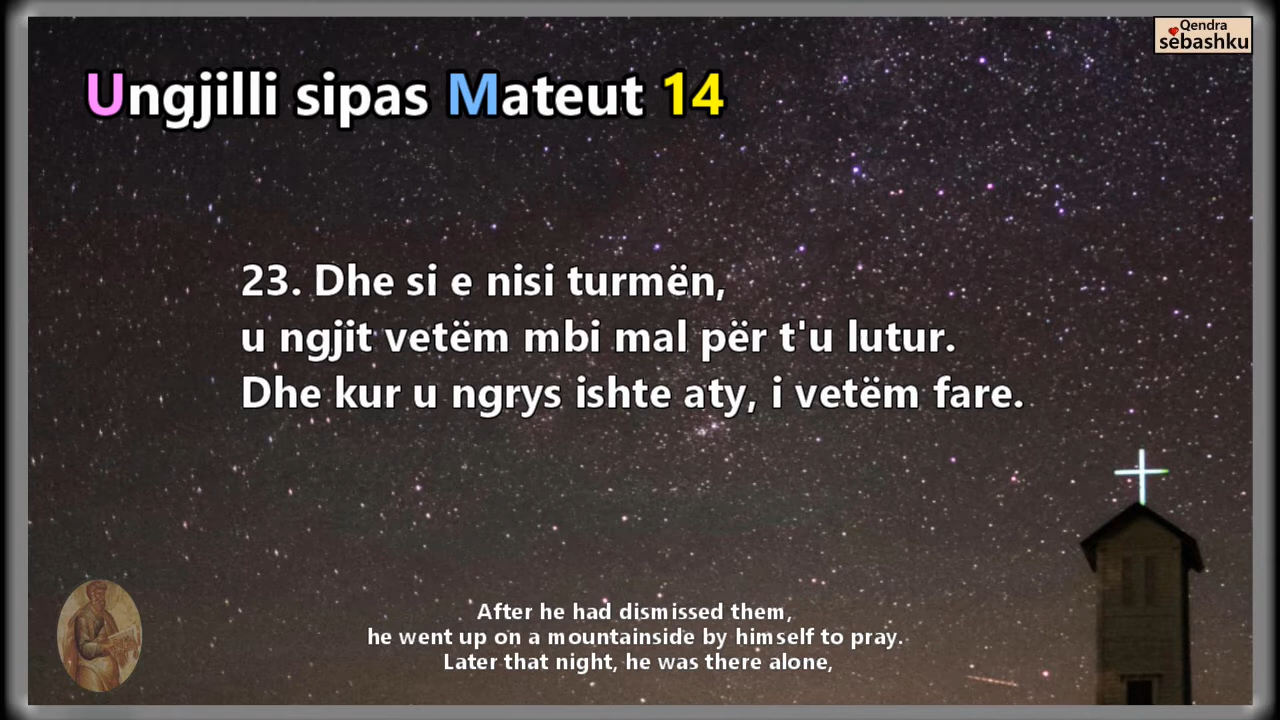 Qendra
sëbashku
Ungjilli sipas Mateut 14
23. Dhe si e nisi turmën,
u ngjit vetëm mbi mal për t'u lutur.
Dhe kur u ngrys ishte aty, i vetëm fare.
After he had dismissed them,
he went up on a mountainside by himself to pray.
Later that night, he was there alone,